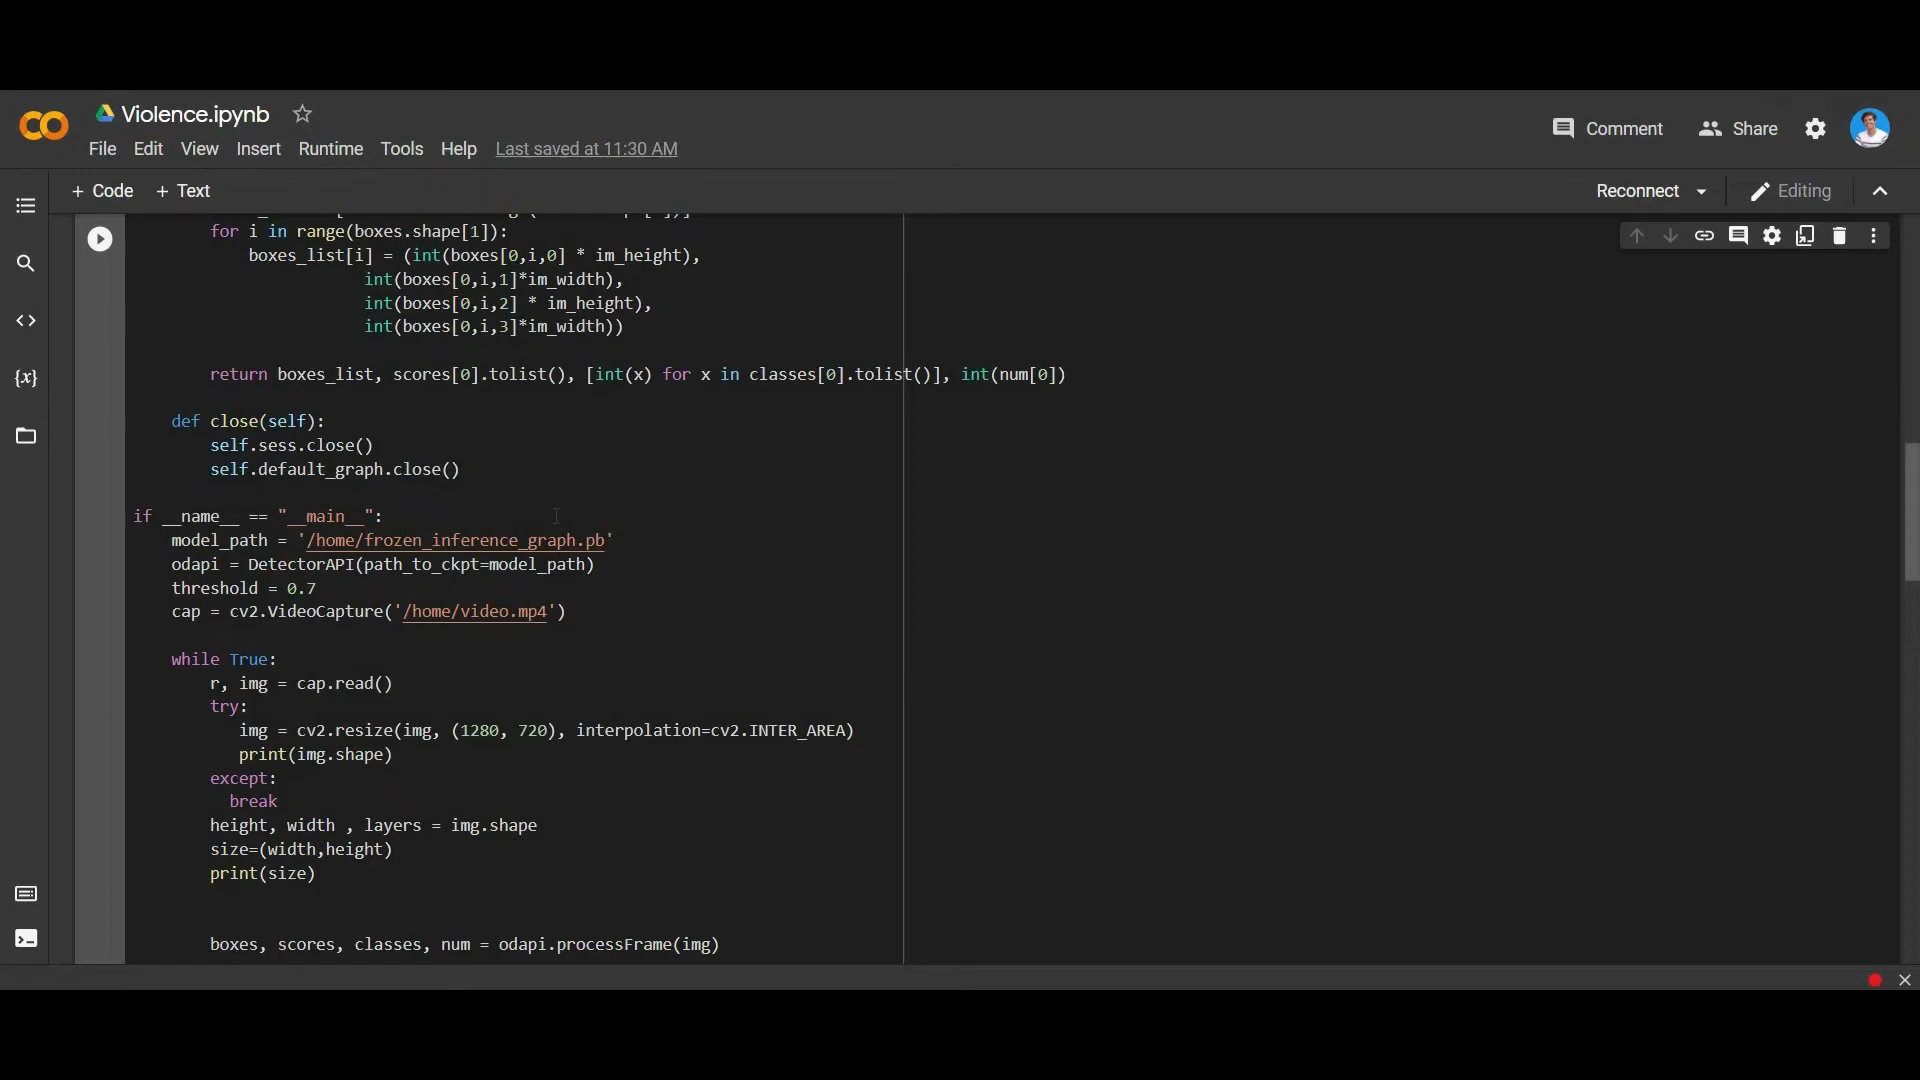 Violence.ipynb
File Edit View Insert Runtime Tools Help Last saved at 11:30 AM
Comment Share
+ Code + Text
Reconnect Editing
for i in range(boxes.shape[1]):
boxes_list[i] = (int(boxes[0,i,0] * im_height),
int(boxes[0,i,1]*im_width),
int(boxes[0,i,2] * im_height),
int(boxes[0,i,3]*im_width))
return boxes_list, scores[0].tolist(), [int(x) for x in classes[0].tolist()], int(num[0])
def close(self):
self.sess.close()
self.default_graph.close()
if __name__ == "__main__":
model_path = '/home/frozen_inference_graph.pb'
odapi = DetectorAPI(path_to_ckpt=model_path)
threshold = 0.7
cap = cv2.VideoCapture('/home/video.mp4')
while True:
r, img = cap.read()
try:
img = cv2.resize(img, (1280, 720), interpolation=cv2.INTER_AREA)
print(img.shape)
except:
break
height, width , layers = img.shape
size=(width,height)
print(size)
boxes, scores, classes, num = odapi.processFrame(img)